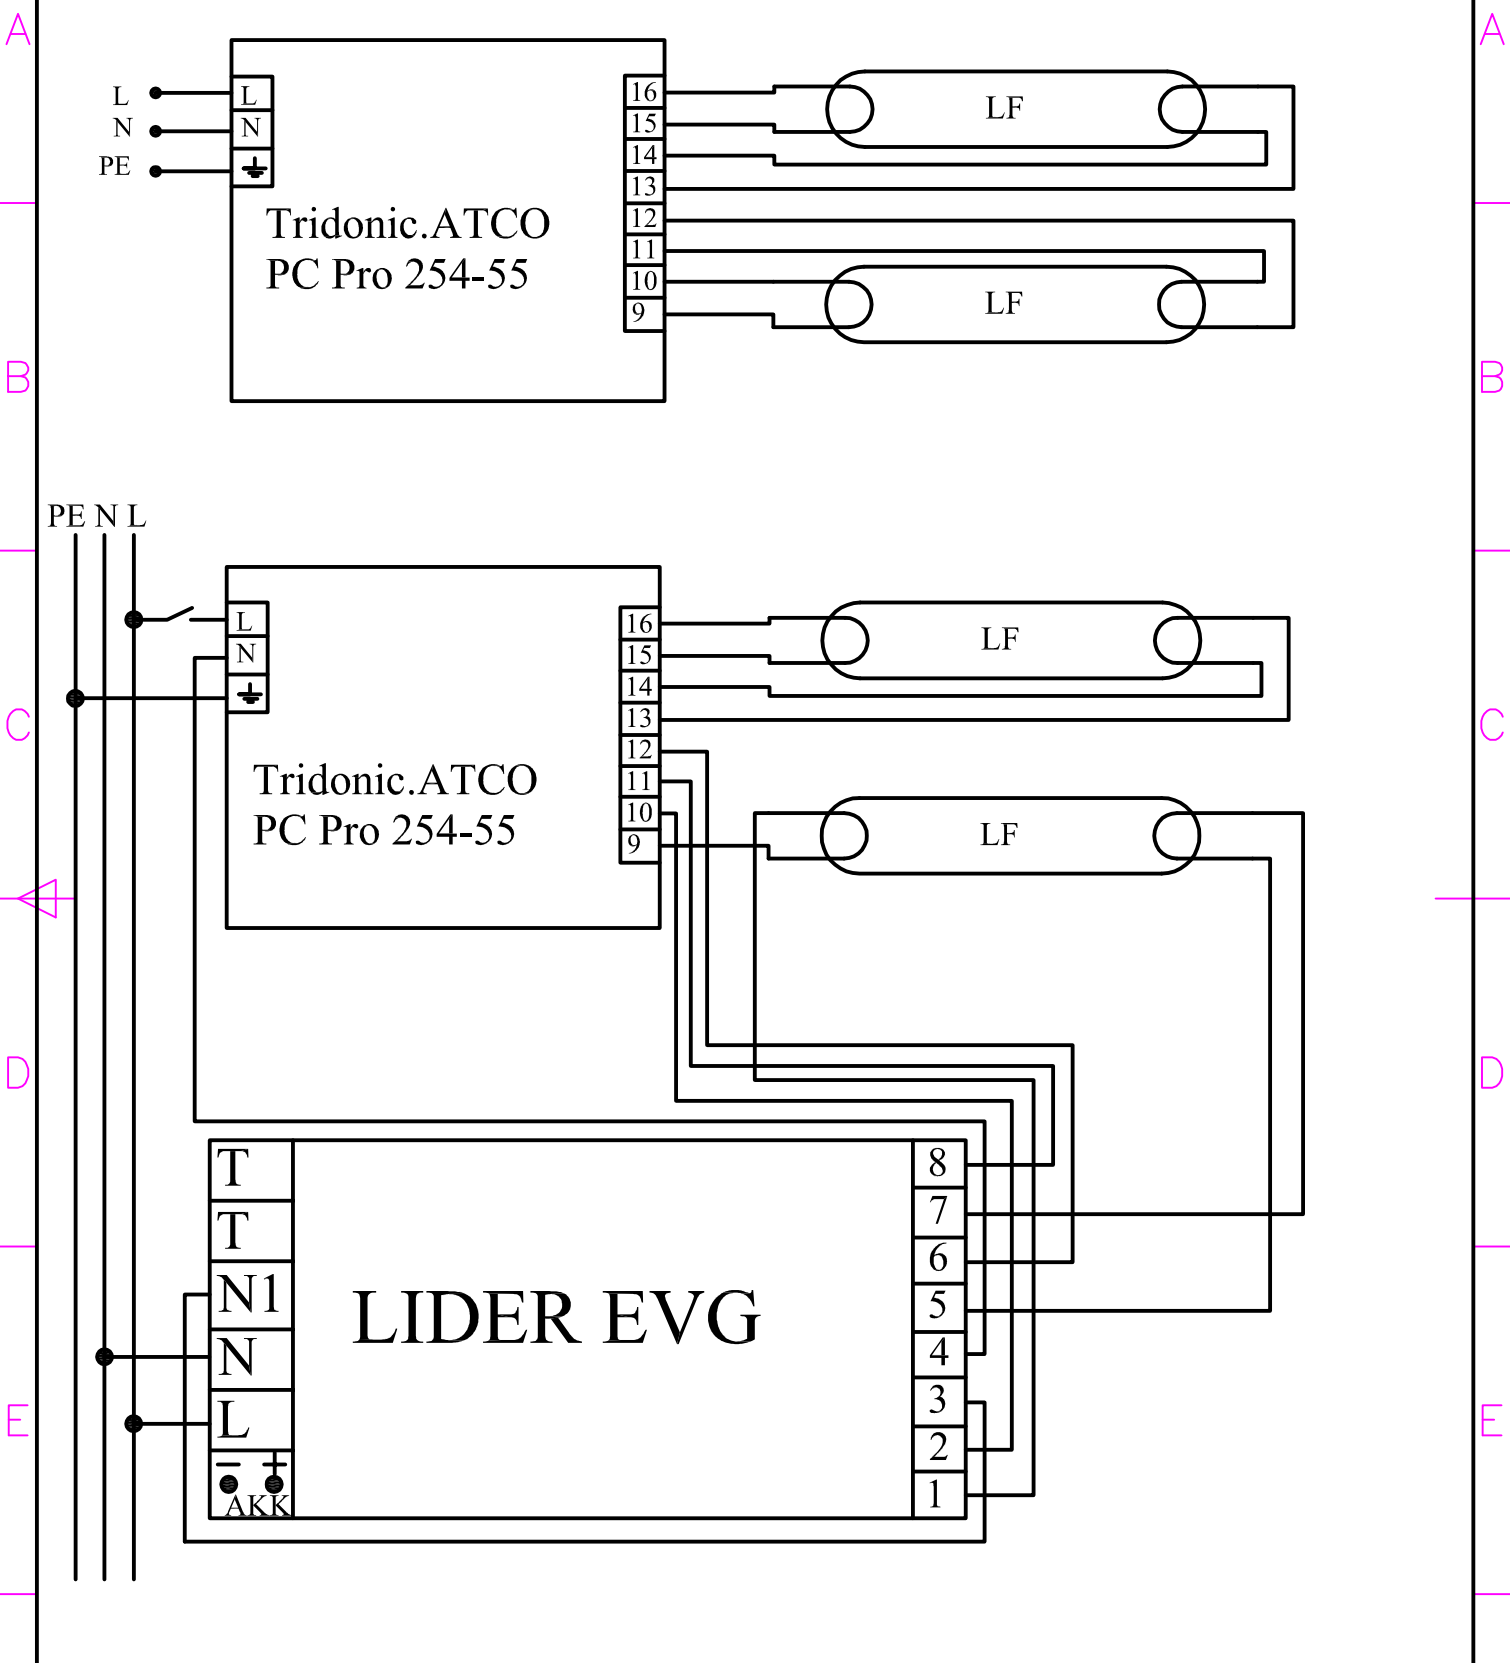 A
A
L
N
PE
L
N
16
15
14
13
12
11
10
9
LF
LF
Tridonic.ATCO
PC Pro 254-55
B
B
PE N L
L
N
16
15
14
13
12
11
10
9
LF
LF
Tridonic.ATCO
PC Pro 254-55
C
C
D
D
T
T
N1
N
L
− +
AKK
LIDER EVG
8
7
6
5
4
3
2
1
E
E